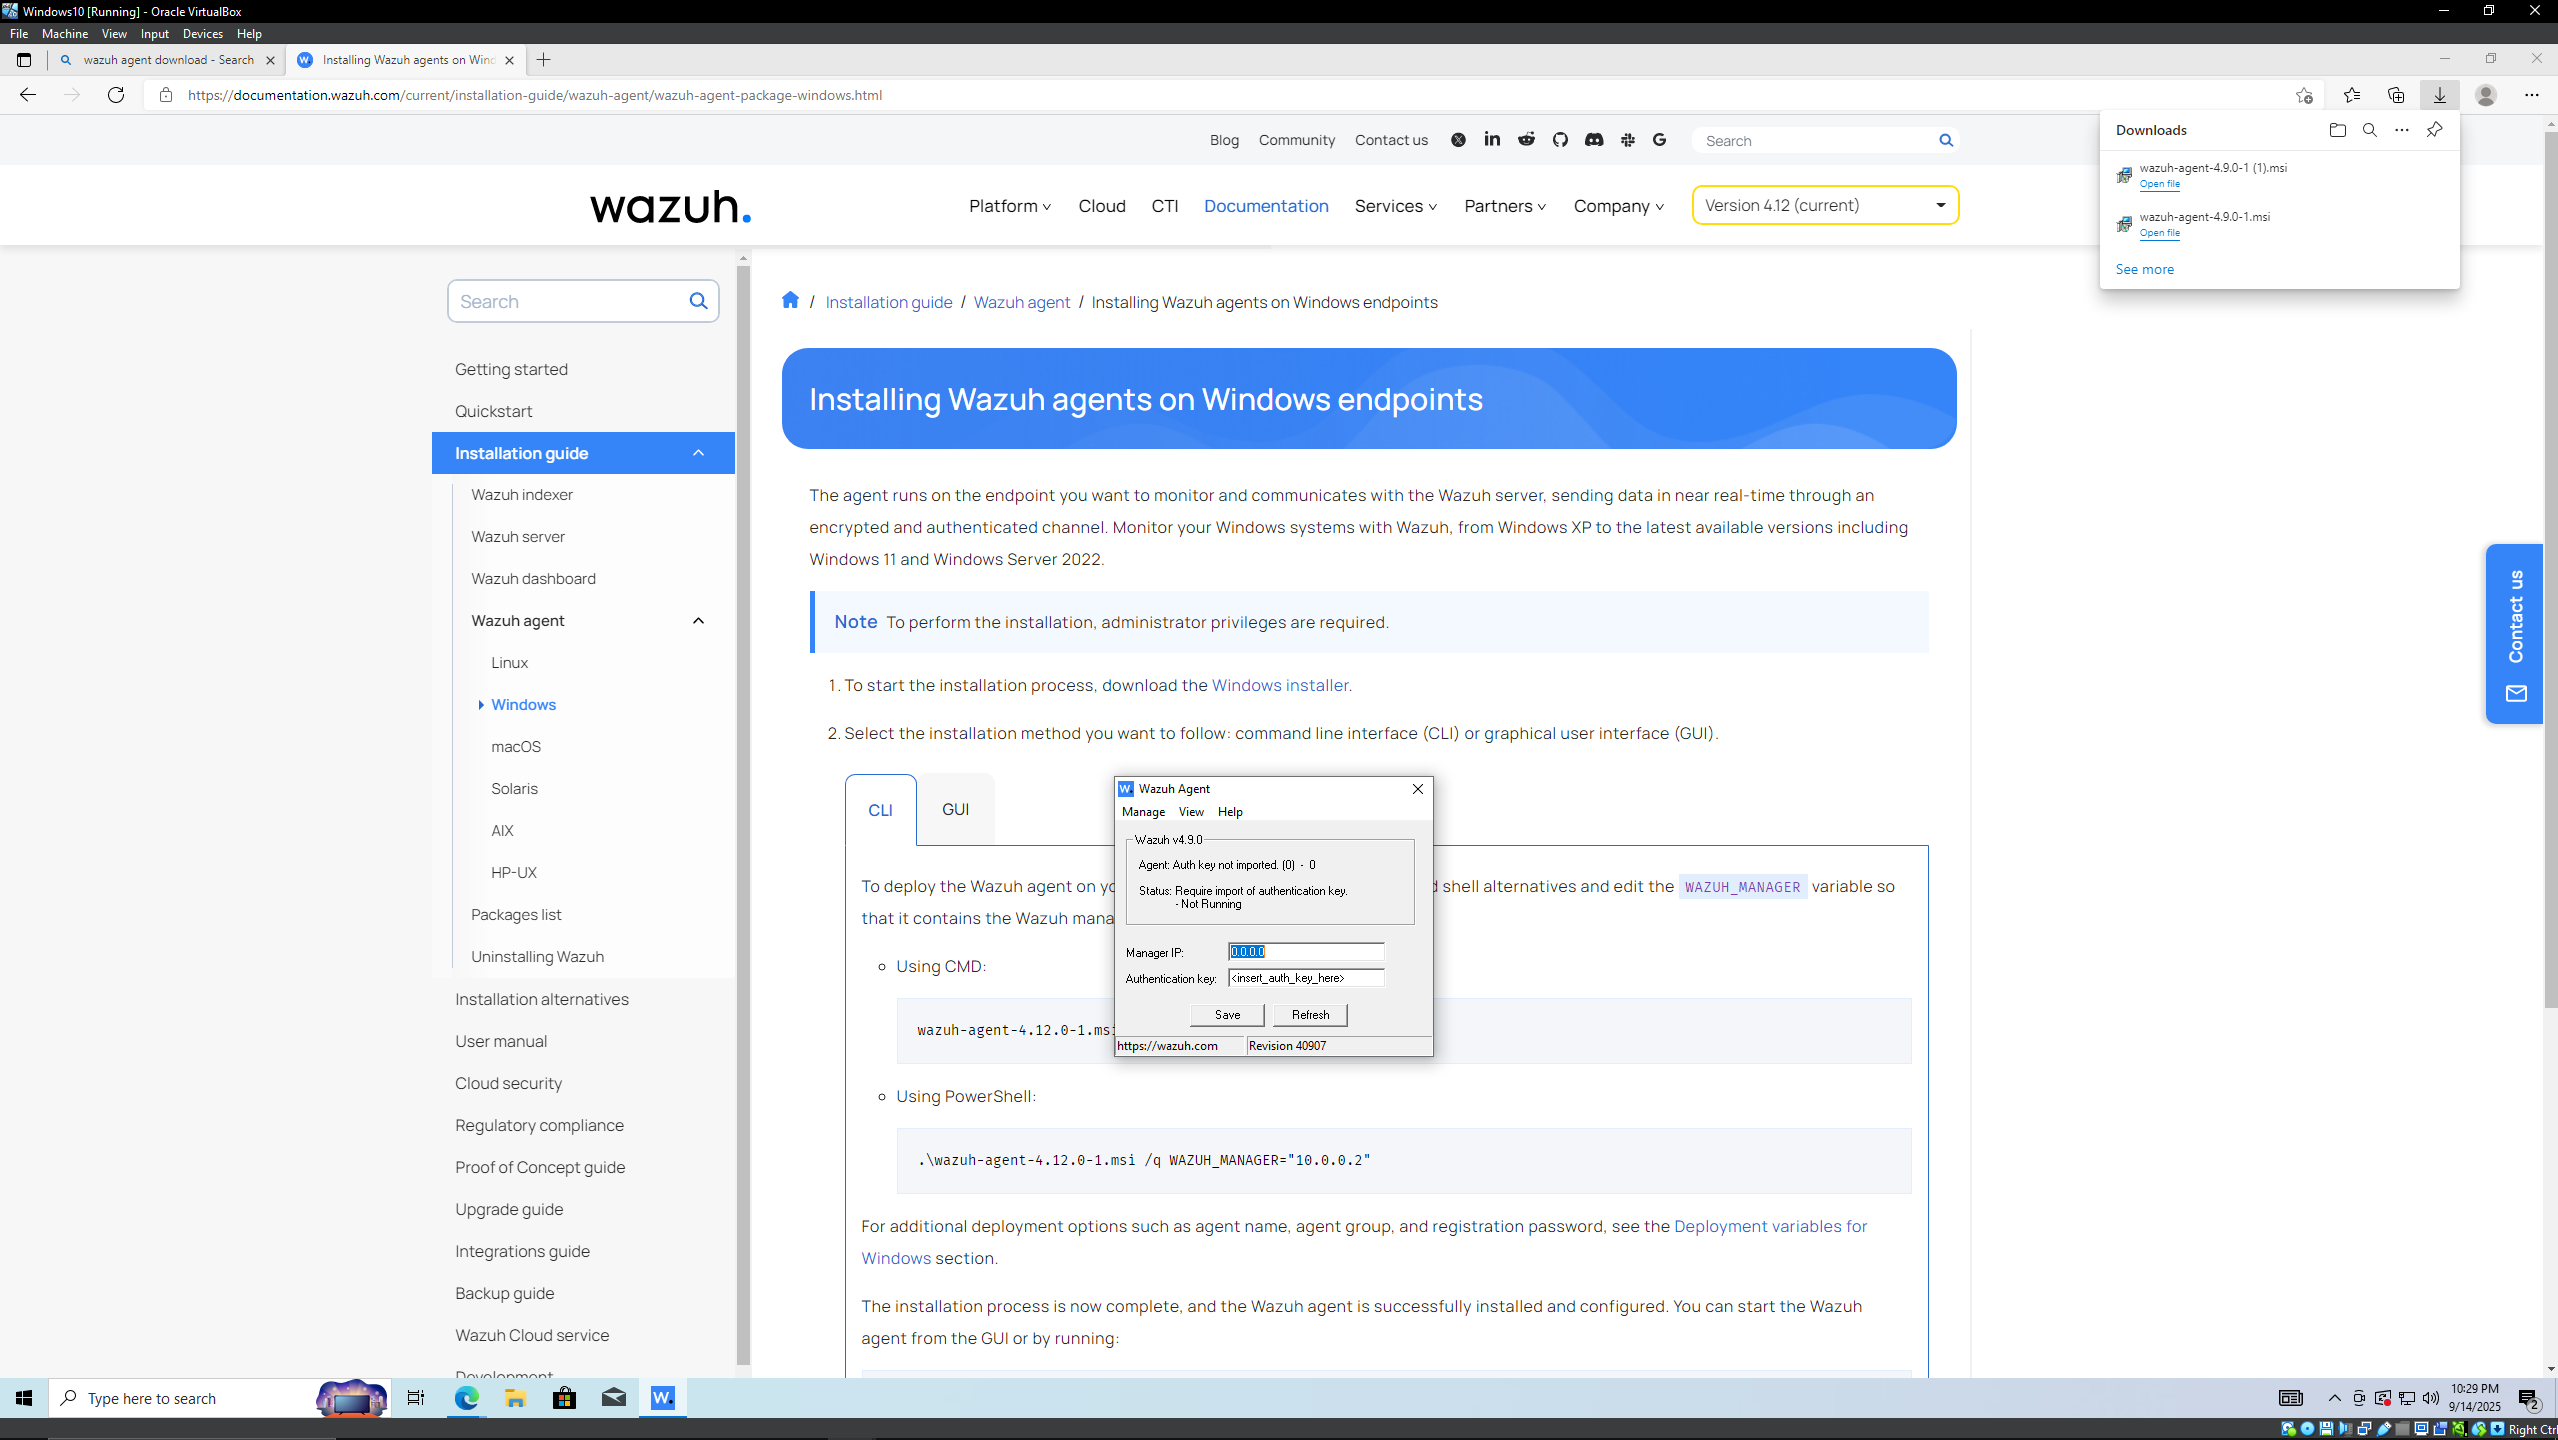 Windows10 [Running] - Oracle VirtualBox
File Machine View Input Devices Help
wazuh agent download - Search
Installing Wazuh agents on Wind
https://documentation.wazuh.com/current/installation-guide/wazuh-agent/wazuh-agent-package-windows.html
Blog Community Contact us
Search
Downloads
wazuh-agent-4.9.0-1 (1).msi
Open file
wazuh-agent-4.9.0-1.msi
Open file
See more
wazuh.
Platform Cloud CTI Documentation Services Partners Company
Version 4.12 (current)
Search
Getting started
Quickstart
Installation guide
Wazuh indexer
Wazuh server
Wazuh dashboard
Wazuh agent
Linux
Windows
macOS
Solaris
AIX
HP-UX
Packages list
Uninstalling Wazuh
Installation alternatives
User manual
Cloud security
Regulatory compliance
Proof of Concept guide
Upgrade guide
Integrations guide
Backup guide
Wazuh Cloud service
Development
/ Installation guide / Wazuh agent / Installing Wazuh agents on Windows endpoints
Installing Wazuh agents on Windows endpoints
The agent runs on the endpoint you want to monitor and communicates with the Wazuh server, sending data in near real-time through an
encrypted and authenticated channel. Monitor your Windows systems with Wazuh, from Windows XP to the latest available versions including
Windows 11 and Windows Server 2022.
Note To perform the installation, administrator privileges are required.
1. To start the installation process, download the Windows installer.
2. Select the installation method you want to follow: command line interface (CLI) or graphical user interface (GUI).
CLI GUI
To deploy the Wazuh agent on yo
d shell alternatives and edit the WAZUH_MANAGER variable so
that it contains the Wazuh mana
Using CMD:
wazuh-agent-4.12.0-1.msi
Using PowerShell:
.\wazuh-agent-4.12.0-1.msi /q WAZUH_MANAGER="10.0.0.2"
For additional deployment options such as agent name, agent group, and registration password, see the Deployment variables for
Windows section.
The installation process is now complete, and the Wazuh agent is successfully installed and configured. You can start the Wazuh
agent from the GUI or by running:
W. Wazuh Agent
Manage View Help
Wazuh v4.9.0
Agent: Auth key not imported. (0) - 0
Status: Require import of authentication key.
- Not Running
Manager IP: 0.0.0.0
Authentication key: <insert_auth_key_here>
Save Refresh
https://wazuh.com Revision 40907
Contact us
Type here to search
W.
10:29 PM
9/14/2025
2
Right Ctrl